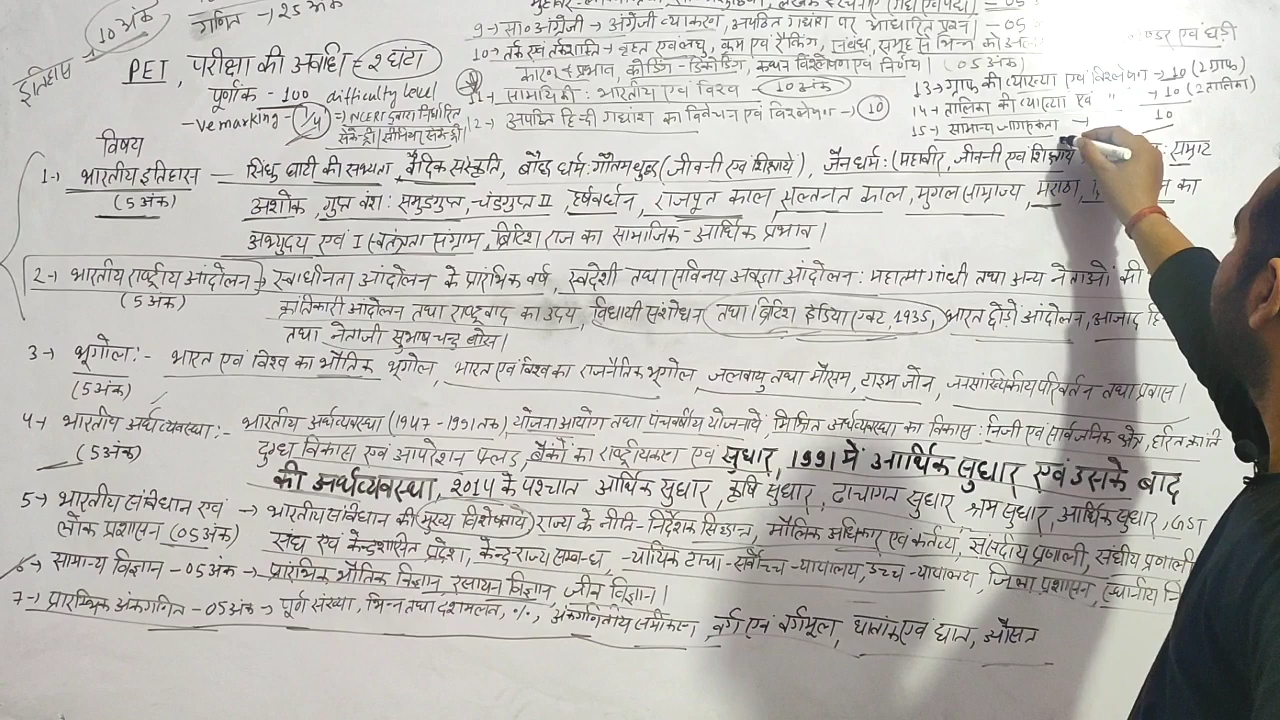 10 अंक
गणित → 25 अंक
इतिहास
PET, परीक्षा की अवधि = 2 घंटा
पूर्णांक - 100 difficulty level
-ve marking - 1/4 → NCERT द्वारा निर्धारित
विषय
9→ सा० अंग्रेजी → अंग्रेजी व्याकरण, अपठित गद्यांश पर आधारित प्रश्न) - 05
10→ तर्क एवं तर्कशक्ति → वृहत एवं लघु, क्रम एवं रैंकिंग, संबंध, समूह से भिन्न को
एवं घड़ी
कारण + प्रभाव, कोडिंग-डिकोडिंग, कथन विश्लेषण एवं निर्णय। (05 अंक)
11→ सामायिकी : भारतीय एवं विश्व - 10 अंक
12→ अपठित हिन्दी गद्यांश का विवेचन एवं विश्लेषण → 10
13→ ग्राफ की व्याख्या एवं विश्लेषण → 10 (2 ग्राफ)
14→ तालिका की व्याख्या एवं " → 10 (2 तालिका)
15→ सामान्य जागरूकता → 10
1→ भारतीय इतिहास — सिंधु घाटी की सभ्यता, वैदिक संस्कृति, बौद्ध धर्म: गौतम बुद्ध (जीवनी एवं शिक्षाये), जैन धर्म: (महावीर, जीवनी एवं शिक्षाये : सम्राट
(5 अंक) अशोक, गुप्त वंश: समुद्रगुप्त, चंद्रगुप्त II, हर्षवर्धन, राजपूत काल, सल्तनत काल, मुगल साम्राज्य, मराठा, का
अभ्युदय एवं I स्वतंत्रता संग्राम, ब्रिटिश राज का सामाजिक-आर्थिक प्रभाव।
2→ भारतीय राष्ट्रीय आंदोलन → स्वाधीनता आंदोलन के प्रारंभिक वर्ष, स्वदेशी तथा सविनय अवज्ञा आंदोलन: महात्मा गांधी तथा अन्य नेताओं की
(5 अंक) क्रांतिकारी आंदोलन तथा राष्ट्रवाद का उदय, विधायी संशोधन तथा ब्रिटिश इंडिया एक्ट, 1935, भारत छोड़ो आंदोलन, आजाद हि
तथा नेताजी सुभाष चन्द्र बोस।
3→ भूगोल:- भारत एवं विश्व का भौतिक भूगोल, भारत एवं विश्व का राजनैतिक भूगोल, जलवायु तथा मौसम, टाइम जोन, जनसांख्यिकीय परिवर्तन तथा प्रवास।
(5 अंक)
4→ भारतीय अर्थव्यवस्था:- भारतीय अर्थव्यवस्था (1947-1991 तक), योजना आयोग तथा पंचवर्षीय योजनाये, मिश्रित अर्थव्यवस्था का विकास: निजी एवं सार्वजनिक क्षेत्र, हरित क्रांति
(5 अंक) दुग्ध विकास एवं आपरेशन फ्लड, बैंकों का राष्ट्रीयकरण एवं सुधार, 1991 में आर्थिक सुधार एवं उसके बाद
की अर्थव्यवस्था, 2014 के पश्चात आर्थिक सुधार, कृषि सुधार, ढाचागत सुधार श्रम सुधार, आर्थिक सुधार, GST
5→ भारतीय संविधान एवं → भारतीय संविधान की मुख्य विशेषताये, राज्य के नीति-निर्देशक सिद्धान्त, मौलिक अधिकार एवं कर्तव्य, संसदीय प्रणाली, संघीय प्रणाली
लोक प्रशासन (05 अंक) संघ एवं केन्द्रशासित प्रदेश, केन्द्र-राज्य सम्बन्ध, न्यायिक ढाचा-सर्वोच्च न्यायालय, उच्च न्यायालय, जिला प्रशासन, स्थानीय नि
6→ सामान्य विज्ञान - 05 अंक → प्रारंभिक भौतिक विज्ञान, रसायन विज्ञान, जीव विज्ञान।
7→ प्रारम्भिक अंकगणित - 05 अंक → पूर्ण संख्या, भिन्न तथा दशमलव, %, अंकगणितीय समीकरण, वर्ग एवं वर्गमूल, घातांक एवं घात, औसत